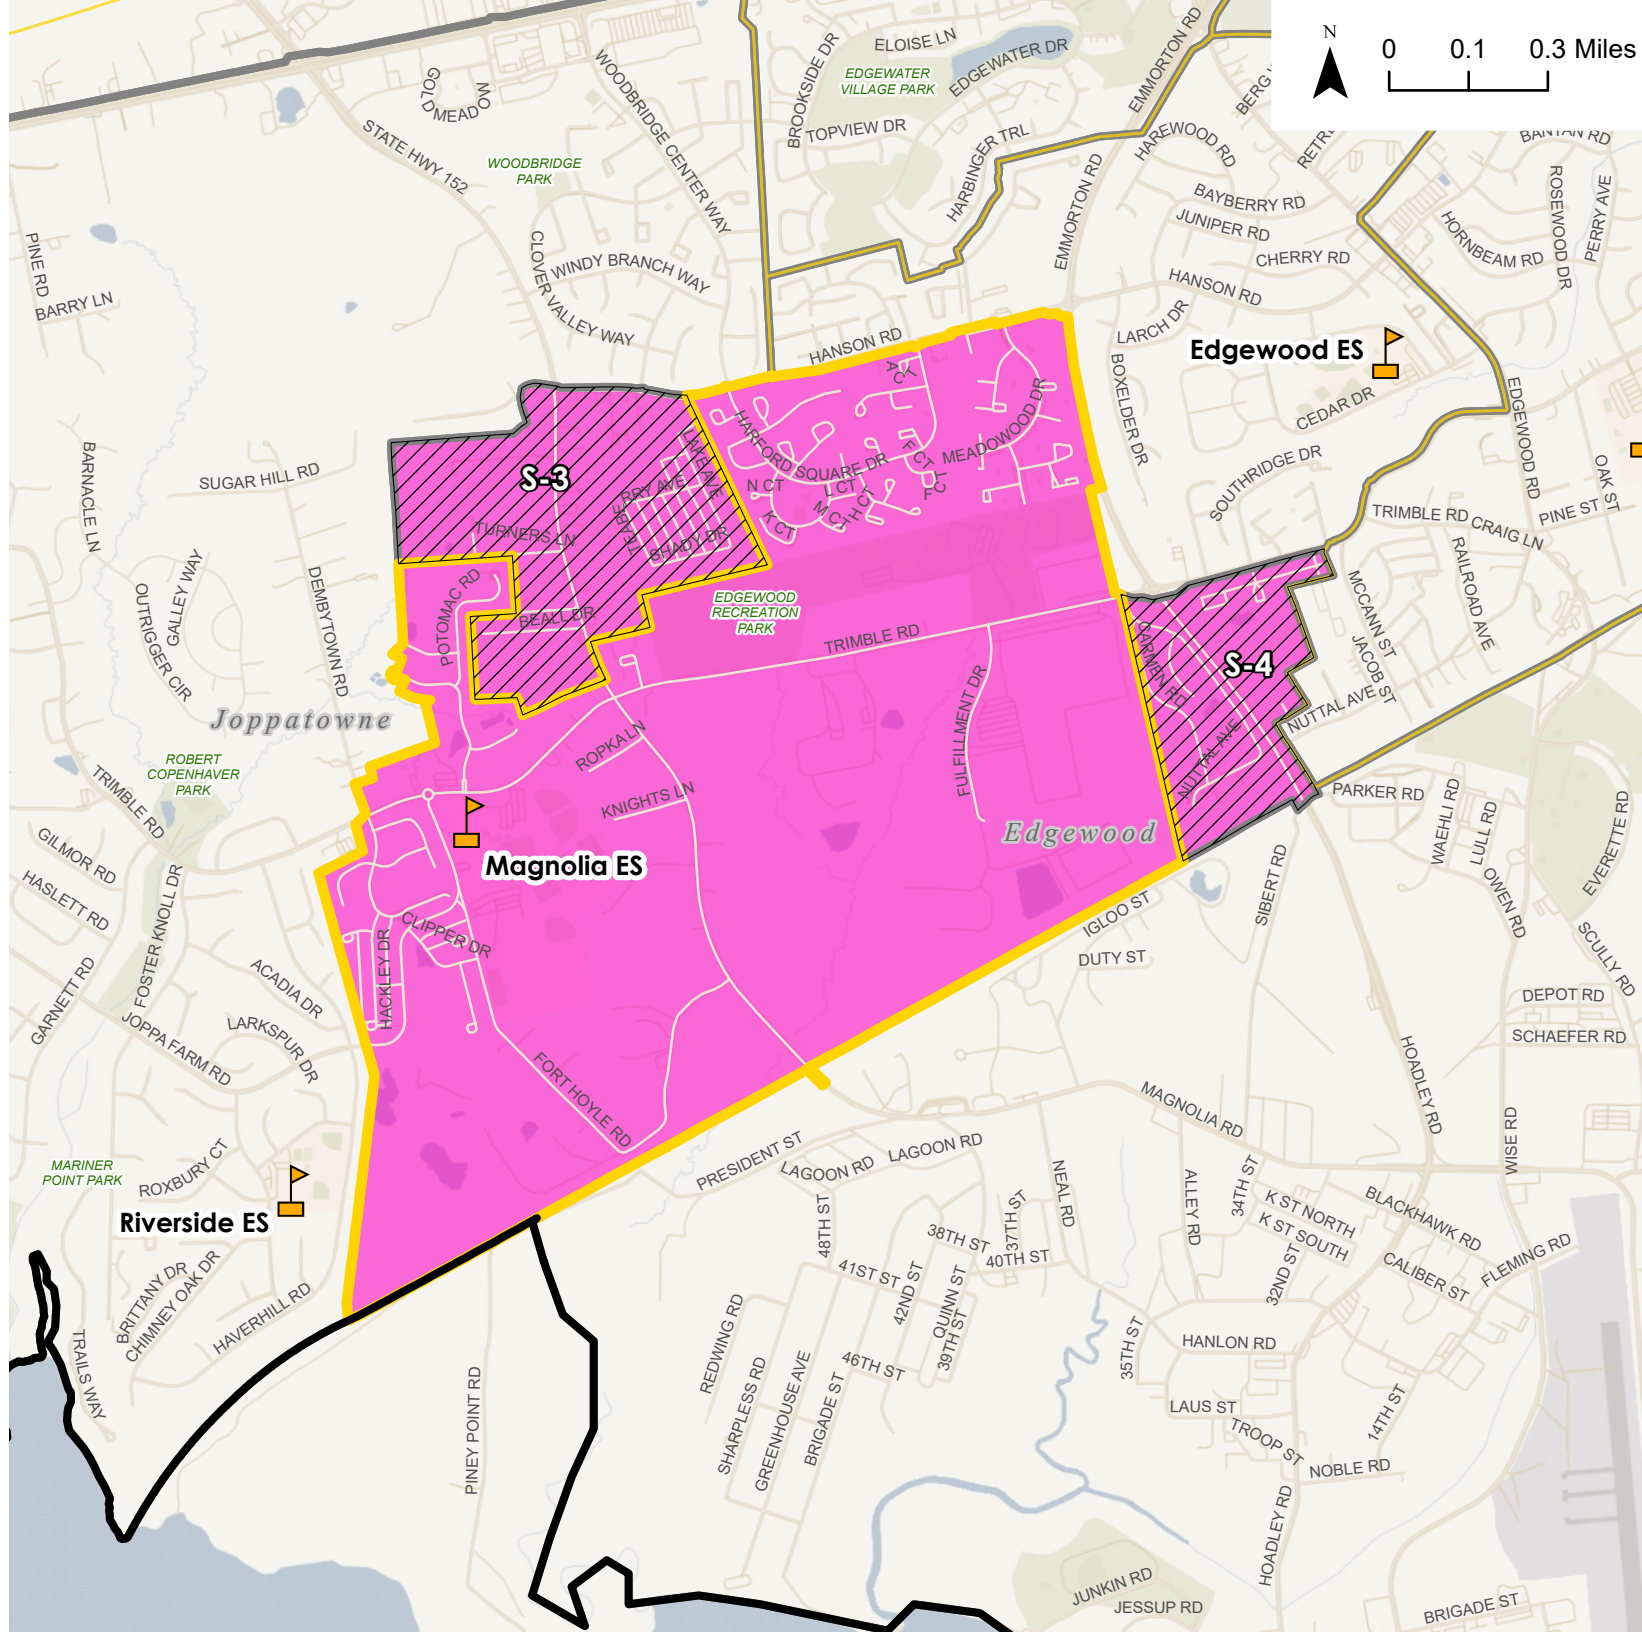 N
0 0.1 0.3 Miles
ELOISE LN
EDGEWATER DR
EDGEWATER
VILLAGE PARK
BROOKSIDE DR
TOPVIEW DR
HARBINGER TRL
EMMORTON RD
HAREWOOD RD
BANYAN RD
GOLD
MEADOW
STATE HWY 152
WOODBRIDGE CENTER WAY
WOODBRIDGE
PARK
BAYBERRY RD
JUNIPER RD
CHERRY RD
HANSON RD
EMMORTON RD
HORNBEAM RD
ROSEWOOD DR
PERRY AVE
PINE RD
BARRY LN
CLOVER VALLEY WAY
WINDY BRANCH WAY
HANSON RD
LARCH DR
BOXELDER DR
Edgewood ES
CEDAR DR
EDGEWOOD RD
SOUTHRIDGE DR
OAK ST
PINE ST
TRIMBLE RD
CRAIG LN
RAILROAD AVE
BARNACLE LN
SUGAR HILL RD
S-3
LAKE AVE
RRY AVE
TURNERS LN
SHADY DR
A CT
HARFORD SQUARE DR
MEADOWOOD DR
N CT
L CT
F CT
M CT
H CT
K CT
OUTRIGGER CIR
GALLEY WAY
DEMBYTOWN RD
POTOMAC RD
BEALL DR
EDGEWOOD
RECREATION
PARK
TRIMBLE RD
FULFILLMENT DR
CARMEN RD
S-4
NUTTAL AVE
NUTTAL AVE
MCCANN ST
JACOB ST
Joppatowne
ROBERT
COPENHAVER
PARK
TRIMBLE RD
ROPKA LN
KNIGHTS LN
Magnolia ES
Edgewood
PARKER RD
WAEHLI RD
LULL RD
OWEN RD
EVERETTE RD
SCULLY RD
GILMOR RD
HASLETT RD
GARNETT RD
FOSTER KNOLL DR
CLIPPER DR
HACKLEY DR
IGLOO ST
DUTY ST
SIBERT RD
DEPOT RD
SCHAEFER RD
ACADIA DR
LARKSPUR DR
JOPPA FARM RD
FORT HOYLE RD
MAGNOLIA RD
HOADLEY RD
WISE RD
MARINER
POINT PARK
ROXBURY CT
Riverside ES
PRESIDENT ST
LAGOON RD
LAGOON RD
NEAL RD
ALLEY RD
34TH ST
K ST NORTH
K ST SOUTH
BLACKHAWK RD
CALIBER ST
FLEMING RD
32ND ST
48TH ST
37TH ST
38TH ST
40TH ST
41ST ST
42ND ST
QUINN ST
39TH ST
46TH ST
BRITTANY DR
CHIMNEY OAK DR
HAVERHILL RD
TRAILS WAY
PINEY POINT RD
REDWING RD
SHARPLESS RD
GREENHOUSE AVE
BRIGADE ST
35TH ST
HANLON RD
LAUS ST
TROOP ST
14TH ST
NOBLE RD
HOADLEY RD
JUNKIN RD
JESSUP RD
BRIGADE ST